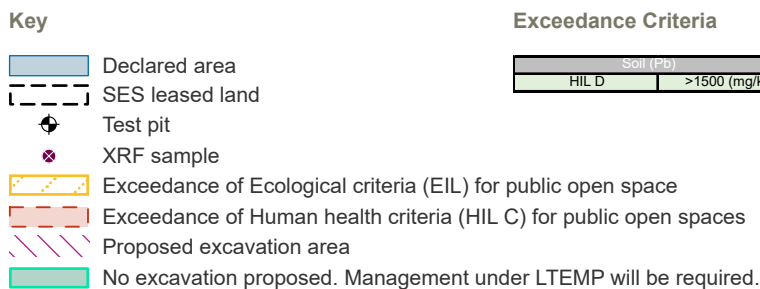 Key
Exceedance Criteria
Declared area
Soil (Pb)
HIL D >1500 (mg/k
SES leased land
Test pit
XRF sample
Exceedance of Ecological criteria (EIL) for public open space
Exceedance of Human health criteria (HIL C) for public open spaces
Proposed excavation area
No excavation proposed. Management under LTEMP will be required.